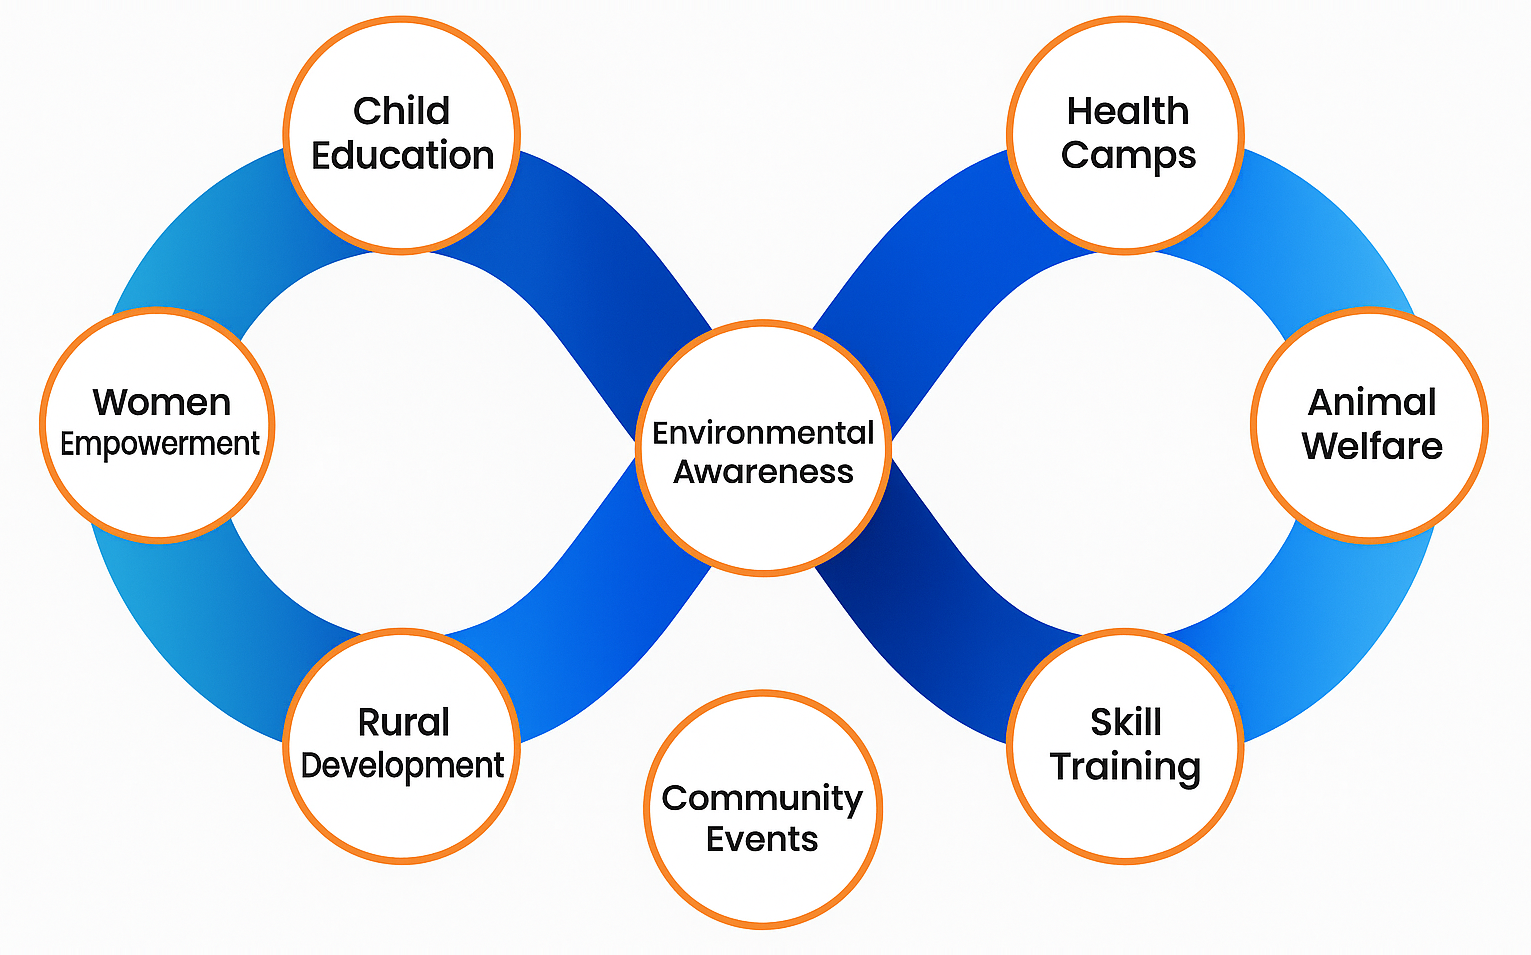 Child
Education
Health
Camps
Women
Empowerment
Environmental
Awareness
Animal
Welfare
Rural
Development
Community
Events
Skill
Training